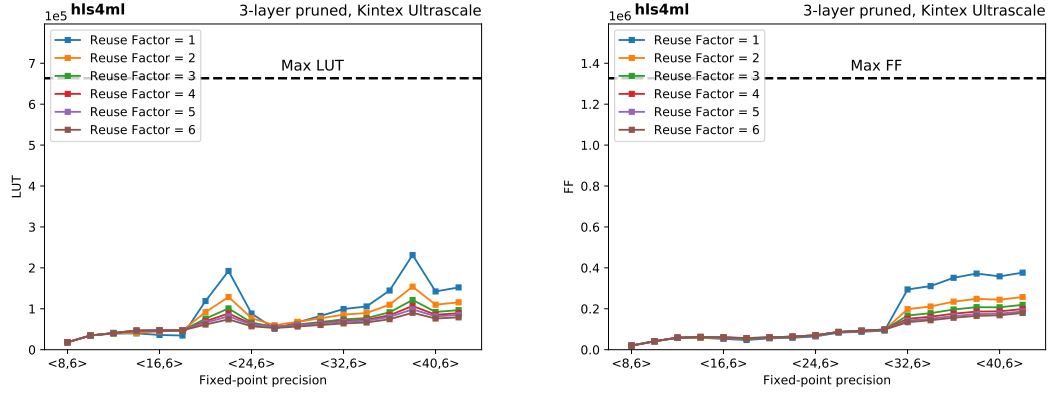 hls4ml 3-layer pruned, Kintex Ultrascale
1e5
Reuse Factor = 1
Reuse Factor = 2
Reuse Factor = 3
Reuse Factor = 4
Reuse Factor = 5
Reuse Factor = 6
Max LUT
7
6
5
4
3
2
1
0
LUT
<8,6> <16,6> <24,6> <32,6> <40,6>
Fixed-point precision
hls4ml 3-layer pruned, Kintex Ultrascale
1e6
Reuse Factor = 1
Reuse Factor = 2
Reuse Factor = 3
Reuse Factor = 4
Reuse Factor = 5
Reuse Factor = 6
Max FF
1.4
1.2
1.0
0.8
0.6
0.4
0.2
0.0
FF
<8,6> <16,6> <24,6> <32,6> <40,6>
Fixed-point precision